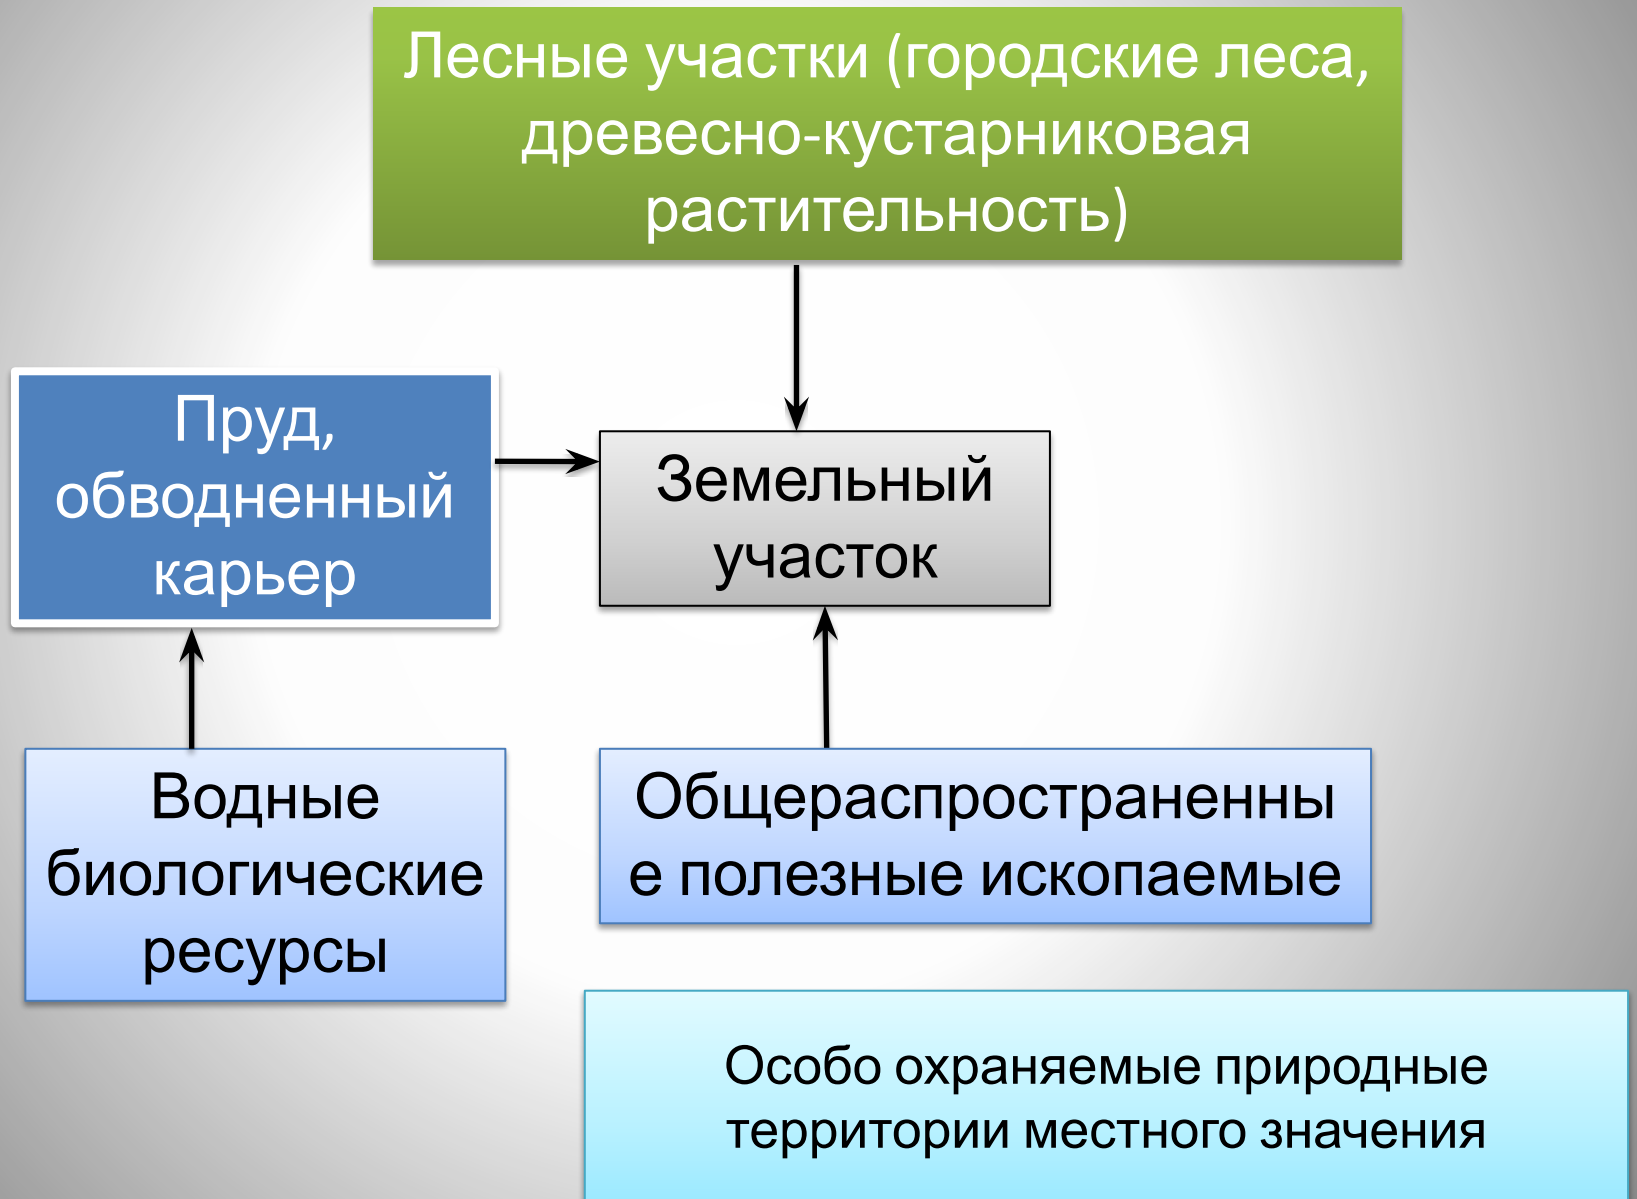 Лесные участки (городские леса,
древесно-кустарниковая
растительность)
Пруд,
обводненный
карьер
Земельный
участок
Водные
биологические
ресурсы
Общераспространенны
е полезные ископаемые
Особо охраняемые природные
территории местного значения